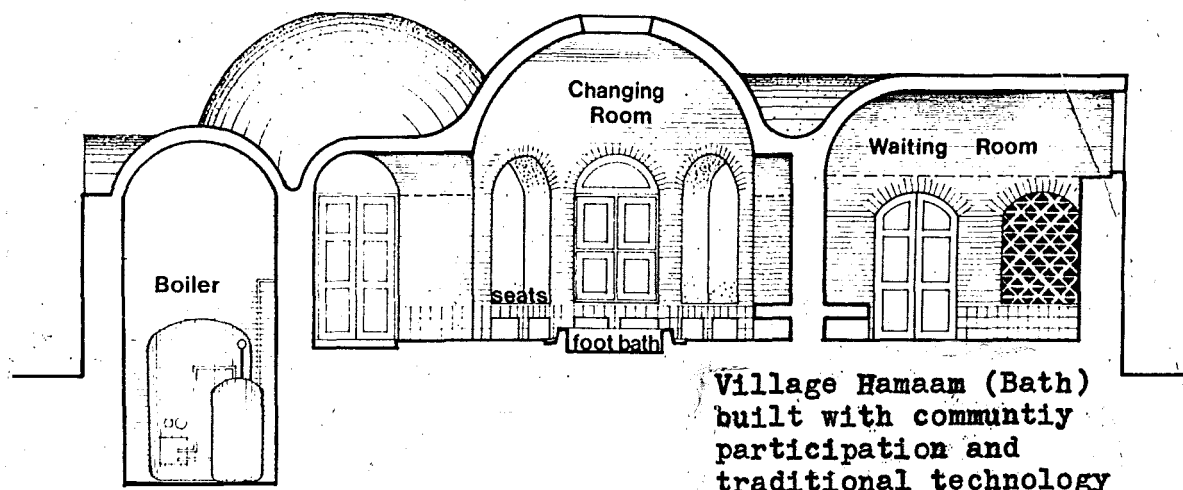 Changing
Room
Waiting Room
Boiler
seats
foot bath
Village Hamaam (Bath)
built with communtiy
participation and
traditional technology